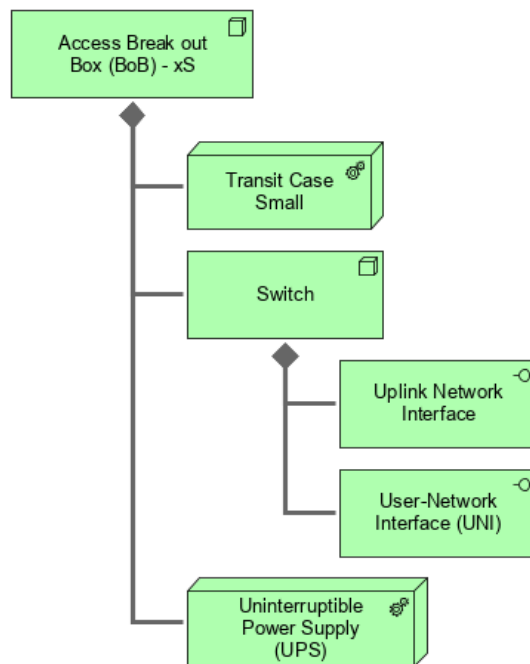 Access Break out
Box (BoB) - xS
Transit Case
Small
Switch
Uplink Network
Interface
User-Network
Interface (UNI)
Uninterruptible
Power Supply
(UPS)